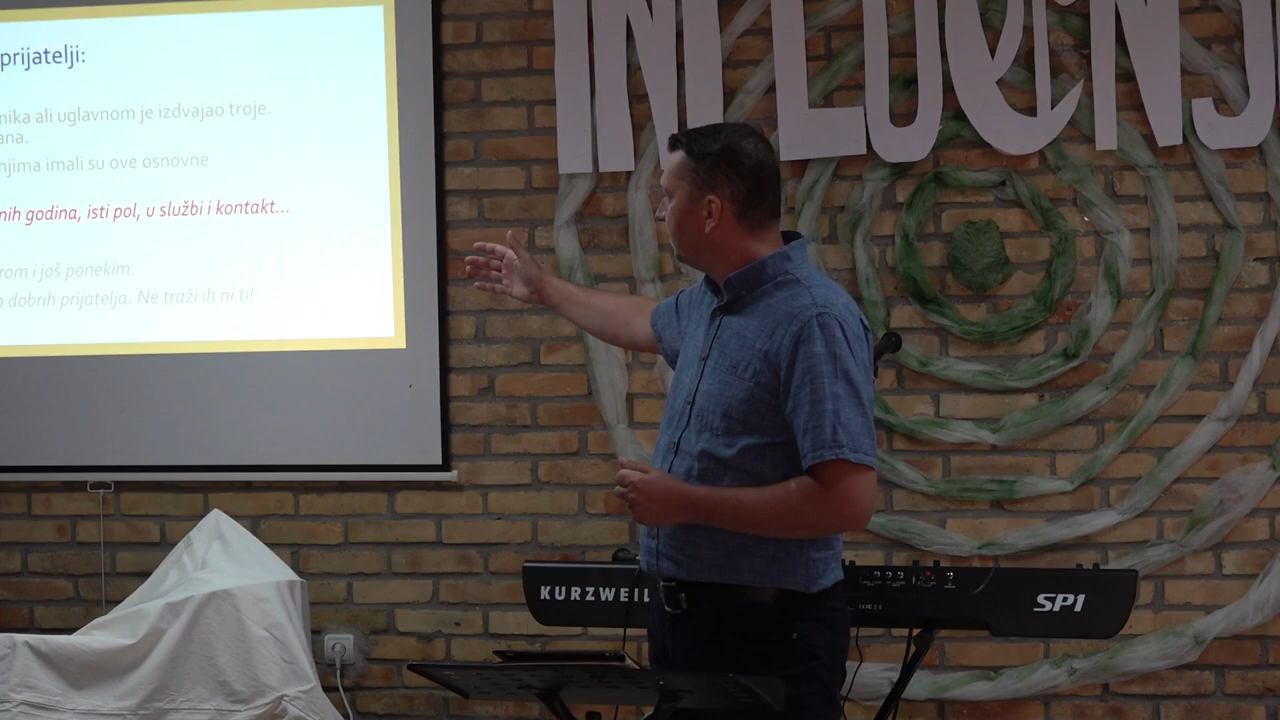 prijatelji:
nika ali uglavnom je izdvajao troje.
ana.
njima imali su ove osnovne
nih godina, isti pol, u službi i kontakt...
rom i još ponekim.
o dobrih prijatelja. Ne traži ih ni ti!
INFLUENS
KURZWEIL
SP1